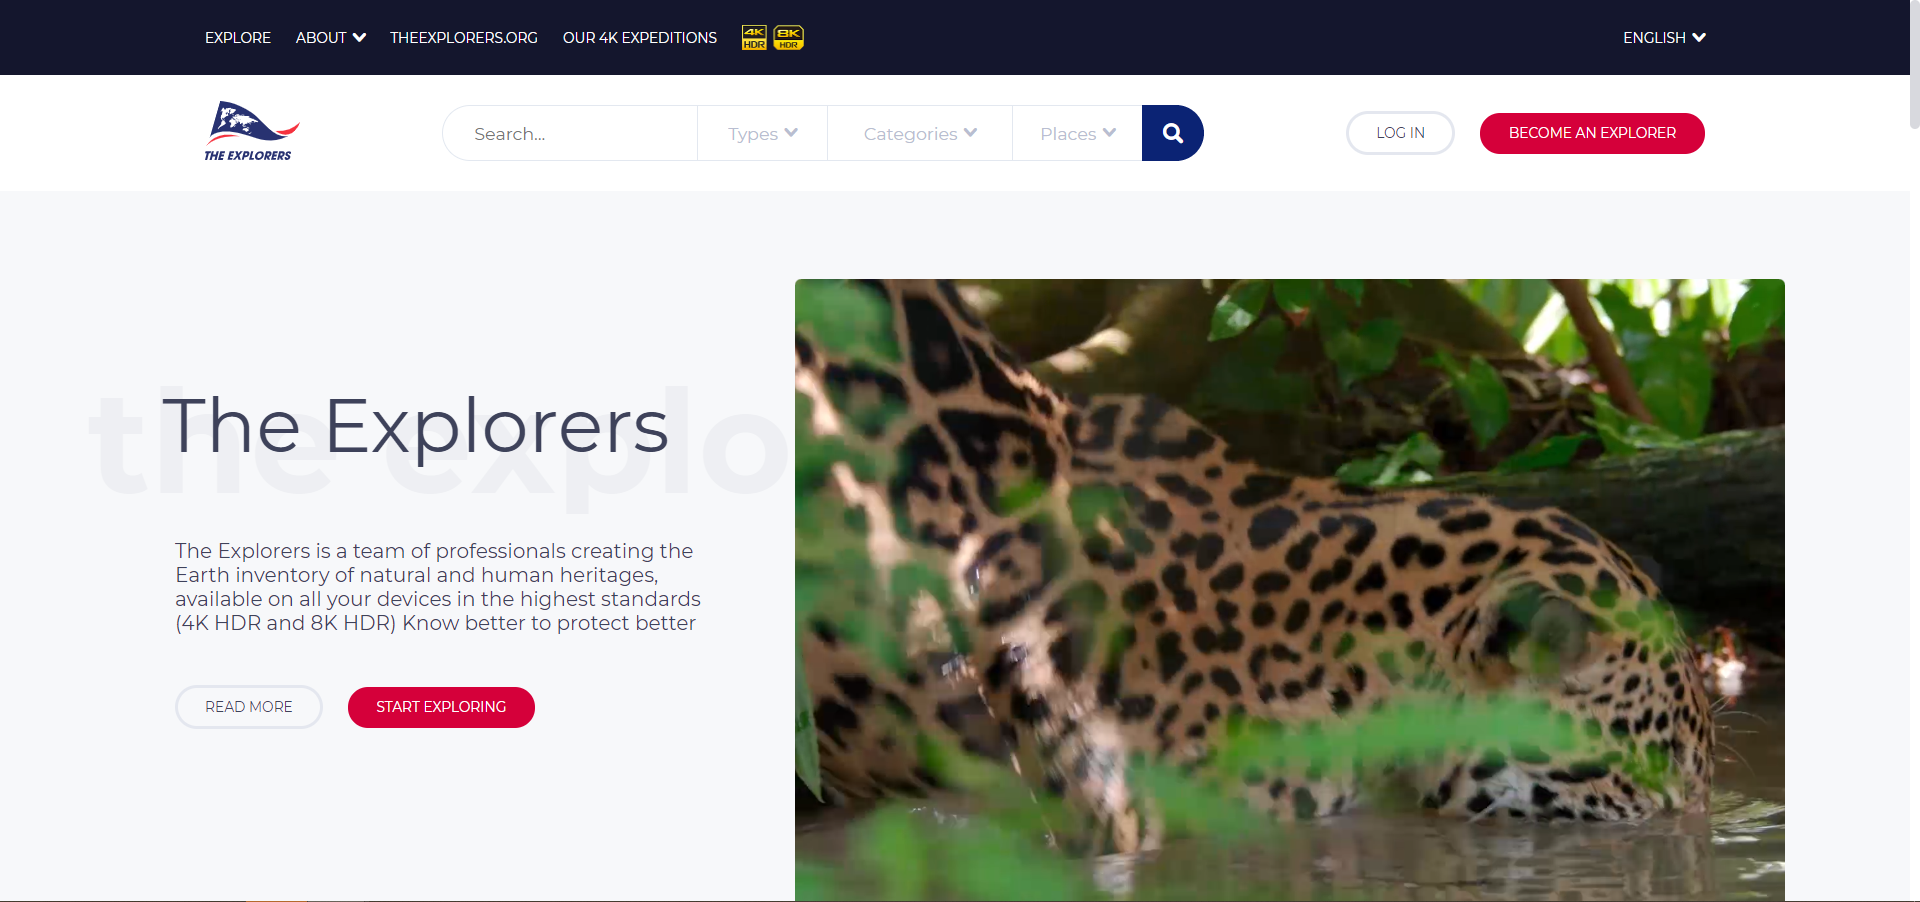 EXPLORE ABOUT THEEXPLORERS.ORG OUR 4K EXPEDITIONS 4K HDR 8K HDR ENGLISH
THE EXPLORERS
Search... Types Categories Places
LOG IN BECOME AN EXPLORER
the explo
The Explorers
The Explorers is a team of professionals creating the
Earth inventory of natural and human heritages,
available on all your devices in the highest standards
(4K HDR and 8K HDR) Know better to protect better
READ MORE START EXPLORING